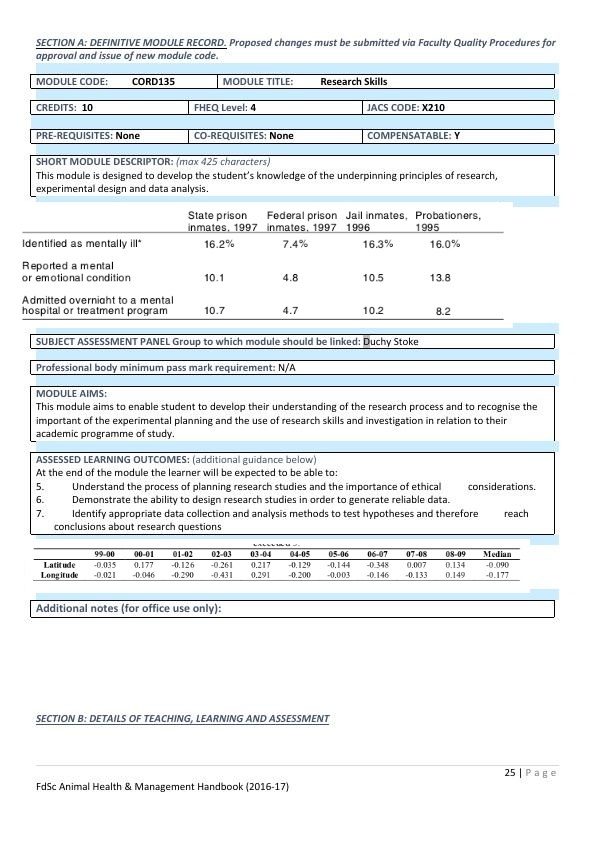 SECTION A: DEFINITIVE MODULE RECORD. Proposed changes must be submitted via Faculty Quality Procedures for
approval and issue of new module code.
MODULE CODE: CORD135 MODULE TITLE: Research Skills
CREDITS: 10 FHEQ Level: 4 JACS CODE: X210
PRE-REQUISITES: None CO-REQUISITES: None COMPENSATABLE: Y
SHORT MODULE DESCRIPTOR: (max 425 characters)
This module is designed to develop the student's knowledge of the underpinning principles of research,
experimental design and data analysis.
State prison Federal prison Jail inmates, Probationers,
inmates, 1997 inmates, 1997 1996 1995
Identified as mentally ill* 16.2% 7.4% 16.3% 16.0%
Reported a mental
or emotional condition 10.1 4.8 10.5 13.8
Admitted overnight to a mental
hospital or treatment program 10.7 4.7 10.2 8.2
SUBJECT ASSESSMENT PANEL Group to which module should be linked: Duchy Stoke
Professional body minimum pass mark requirement: N/A
MODULE AIMS:
This module aims to enable student to develop their understanding of the research process and to recognise the
important of the experimental planning and the use of research skills and investigation in relation to their
academic programme of study.
ASSESSED LEARNING OUTCOMES: (additional guidance below)
At the end of the module the learner will be expected to be able to:
5. Understand the process of planning research studies and the importance of ethical considerations.
6. Demonstrate the ability to design research studies in order to generate reliable data.
7. Identify appropriate data collection and analysis methods to test hypotheses and therefore reach
conclusions about research questions
99-00 00-01 01-02 02-03 03-04 04-05 05-06 06-07 07-08 08-09 Median
Latitude -0.035 0.177 -0.126 -0.261 0.217 -0.129 -0.144 -0.348 0.007 0.134 -0.090
Longitude -0.021 -0.046 -0.290 -0.431 0.291 -0.200 -0.003 -0.146 -0.133 0.149 -0.177
Additional notes (for office use only):
SECTION B: DETAILS OF TEACHING, LEARNING AND ASSESSMENT
25 | Page
FdSc Animal Health & Management Handbook (2016-17)